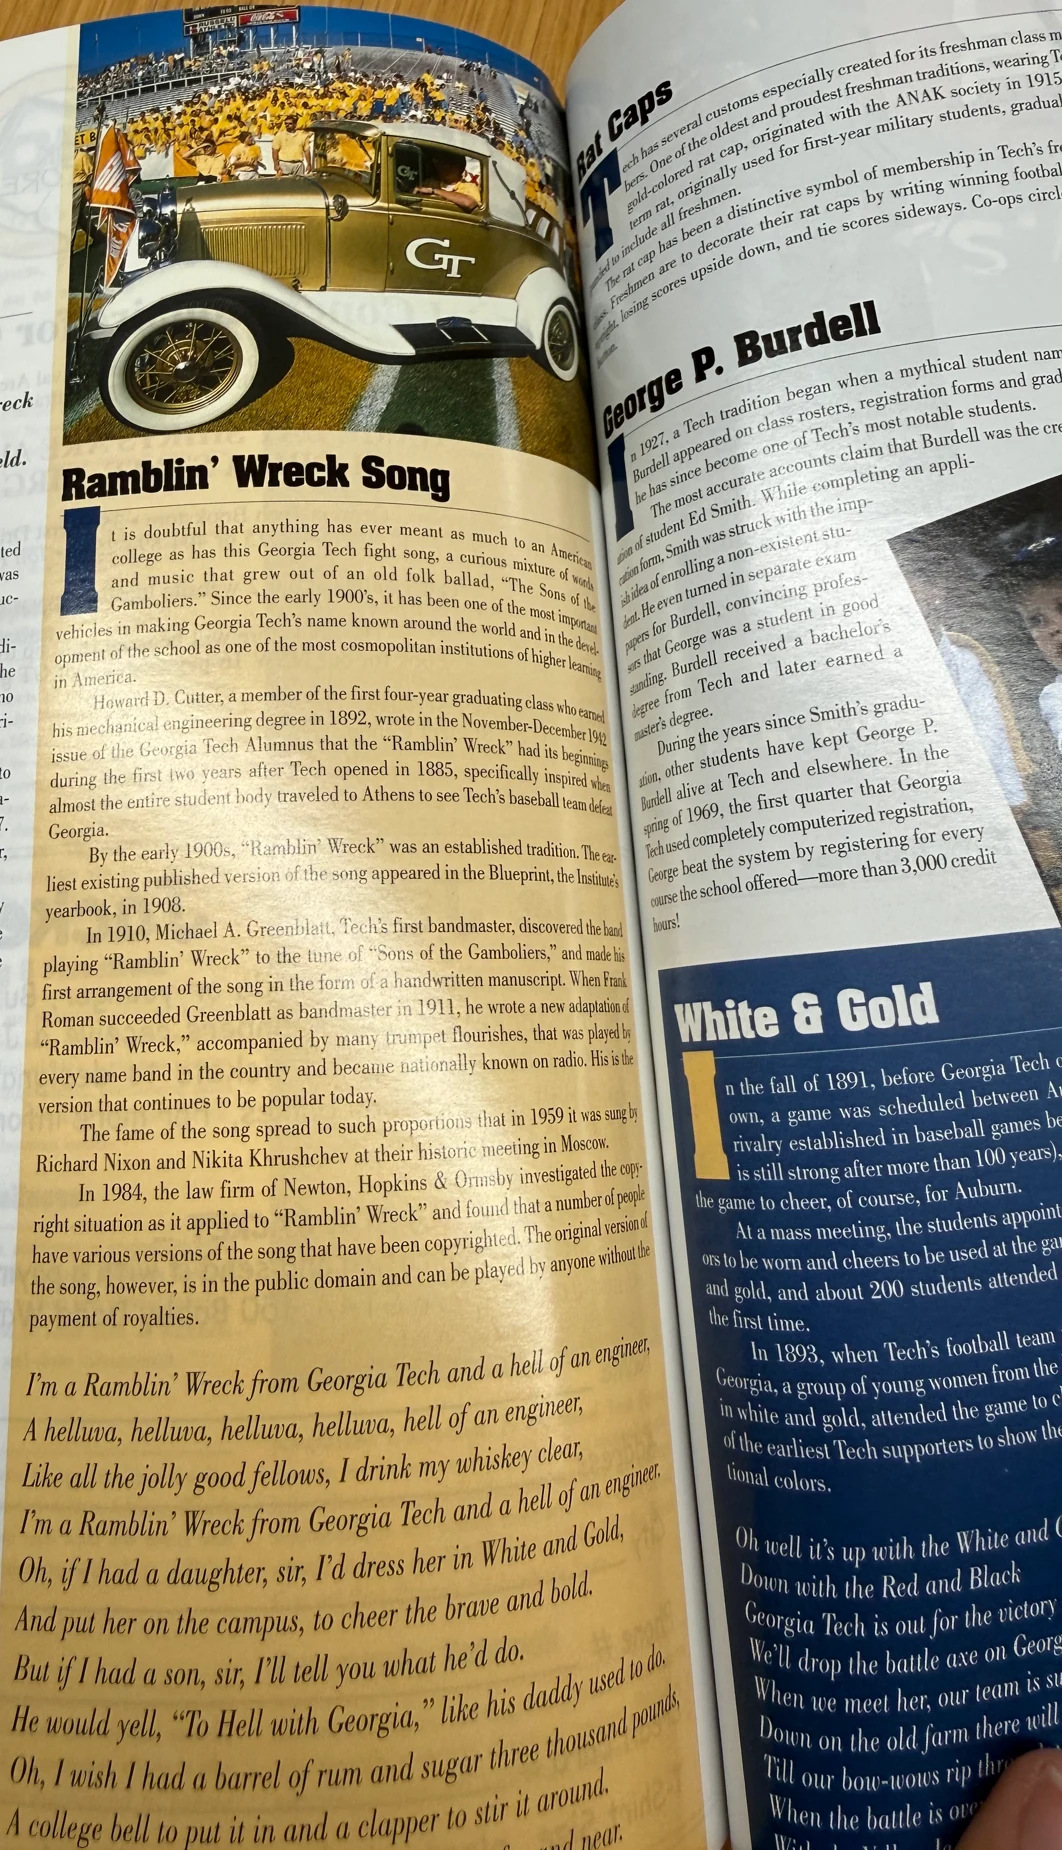 Coca-Cola
GT
GT
Ramblin' Wreck Song
It is doubtful that anything has ever meant as much to an American
college as has this Georgia Tech fight song, a curious mixture of words
and music that grew out of an old folk ballad, "The Sons of the
Gamboliers." Since the early 1900's, it has been one of the most important
vehicles in making Georgia Tech's name known around the world and in the devel-
opment of the school as one of the most cosmopolitan institutions of higher learning
in America.
Howard D. Cutter, a member of the first four-year graduating class who earned
his mechanical engineering degree in 1892, wrote in the November-December 1942
issue of the Georgia Tech Alumnus that the "Ramblin' Wreck" had its beginnings
during the first two years after Tech opened in 1885, specifically inspired when
almost the entire student body traveled to Athens to see Tech's baseball team defeat
Georgia.
By the early 1900s, "Ramblin' Wreck" was an established tradition. The ear-
liest existing published version of the song appeared in the Blueprint, the Institute's
yearbook, in 1908.
In 1910, Michael A. Greenblatt, Tech's first bandmaster, discovered the band
playing "Ramblin' Wreck" to the tune of "Sons of the Gamboliers," and made his
first arrangement of the song in the form of a handwritten manuscript. When Frank
Roman succeeded Greenblatt as bandmaster in 1911, he wrote a new adaptation of
"Ramblin' Wreck," accompanied by many trumpet flourishes, that was played by
every name band in the country and became nationally known on radio. His is the
version that continues to be popular today.
The fame of the song spread to such proportions that in 1959 it was sung by
Richard Nixon and Nikita Khrushchev at their historic meeting in Moscow.
In 1984, the law firm of Newton, Hopkins & Ormsby investigated the copy-
right situation as it applied to "Ramblin' Wreck" and found that a number of people
have various versions of the song that have been copyrighted. The original version of
the song, however, is in the public domain and can be played by anyone without the
payment of royalties.
I'm a Ramblin' Wreck from Georgia Tech and a hell of an engineer,
A helluva, helluva, helluva, helluva, hell of an engineer,
Like all the jolly good fellows, I drink my whiskey clear,
I'm a Ramblin' Wreck from Georgia Tech and a hell of an engineer.
Oh, if I had a daughter, sir, I'd dress her in White and Gold,
And put her on the campus, to cheer the brave and bold.
But if I had a son, sir, I'll tell you what he'd do.
He would yell, "To Hell with Georgia," like his daddy used to do.
Oh, I wish I had a barrel of rum and sugar three thousand pounds,
A college bell to put it in and a clapper to stir it around.
near.
Rat Caps
Tech has several customs especially created for its freshman class
bers. One of the oldest and proudest freshman traditions, wearing
gold-colored rat cap, originated with the ANAK society in 1915
term rat, originally used for first-year military students, gradual
to include all freshmen.
The rat cap has been a distinctive symbol of membership in Tech's
class. Freshmen are to decorate their rat caps by writing winning
losing scores upside down, and tie scores sideways. Co-ops
George P. Burdell
In 1927, a Tech tradition began when a mythical student
Burdell appeared on class rosters, registration forms and
he has since become one of Tech's most notable students.
The most accurate accounts claim that Burdell was the
ation of student Ed Smith. While completing an appli-
cation form, Smith was struck with the imp-
ish idea of enrolling a non-existent stu-
dent. He even turned in separate exam
papers for Burdell, convincing profes-
sors that George was a student in good
standing. Burdell received a bachelor's
degree from Tech and later earned a
master's degree.
During the years since Smith's gradu-
ation, other students have kept George P.
Burdell alive at Tech and elsewhere. In the
spring of 1969, the first quarter that Georgia
Tech used completely computerized registration,
George beat the system by registering for every
course the school offered—more than 3,000 credit
hours!
White & Gold
In the fall of 1891, before Georgia Tech
own, a game was scheduled between
rivalry established in baseball games
is still strong after more than 100 years),
the game to cheer, of course, for Auburn.
At a mass meeting, the students appoint
ors to be worn and cheers to be used at the
and gold, and about 200 students attended
the first time.
In 1893, when Tech's football team
Georgia, a group of young women from the
in white and gold, attended the game to
of the earliest Tech supporters to show the
tional colors.
Oh well it's up with the White and
Down with the Red and Black
Georgia Tech is out for the victory
We'll drop the battle axe on
When we meet her, our team is
Down on the old farm there will
Till our bow-wows rip
When the battle is